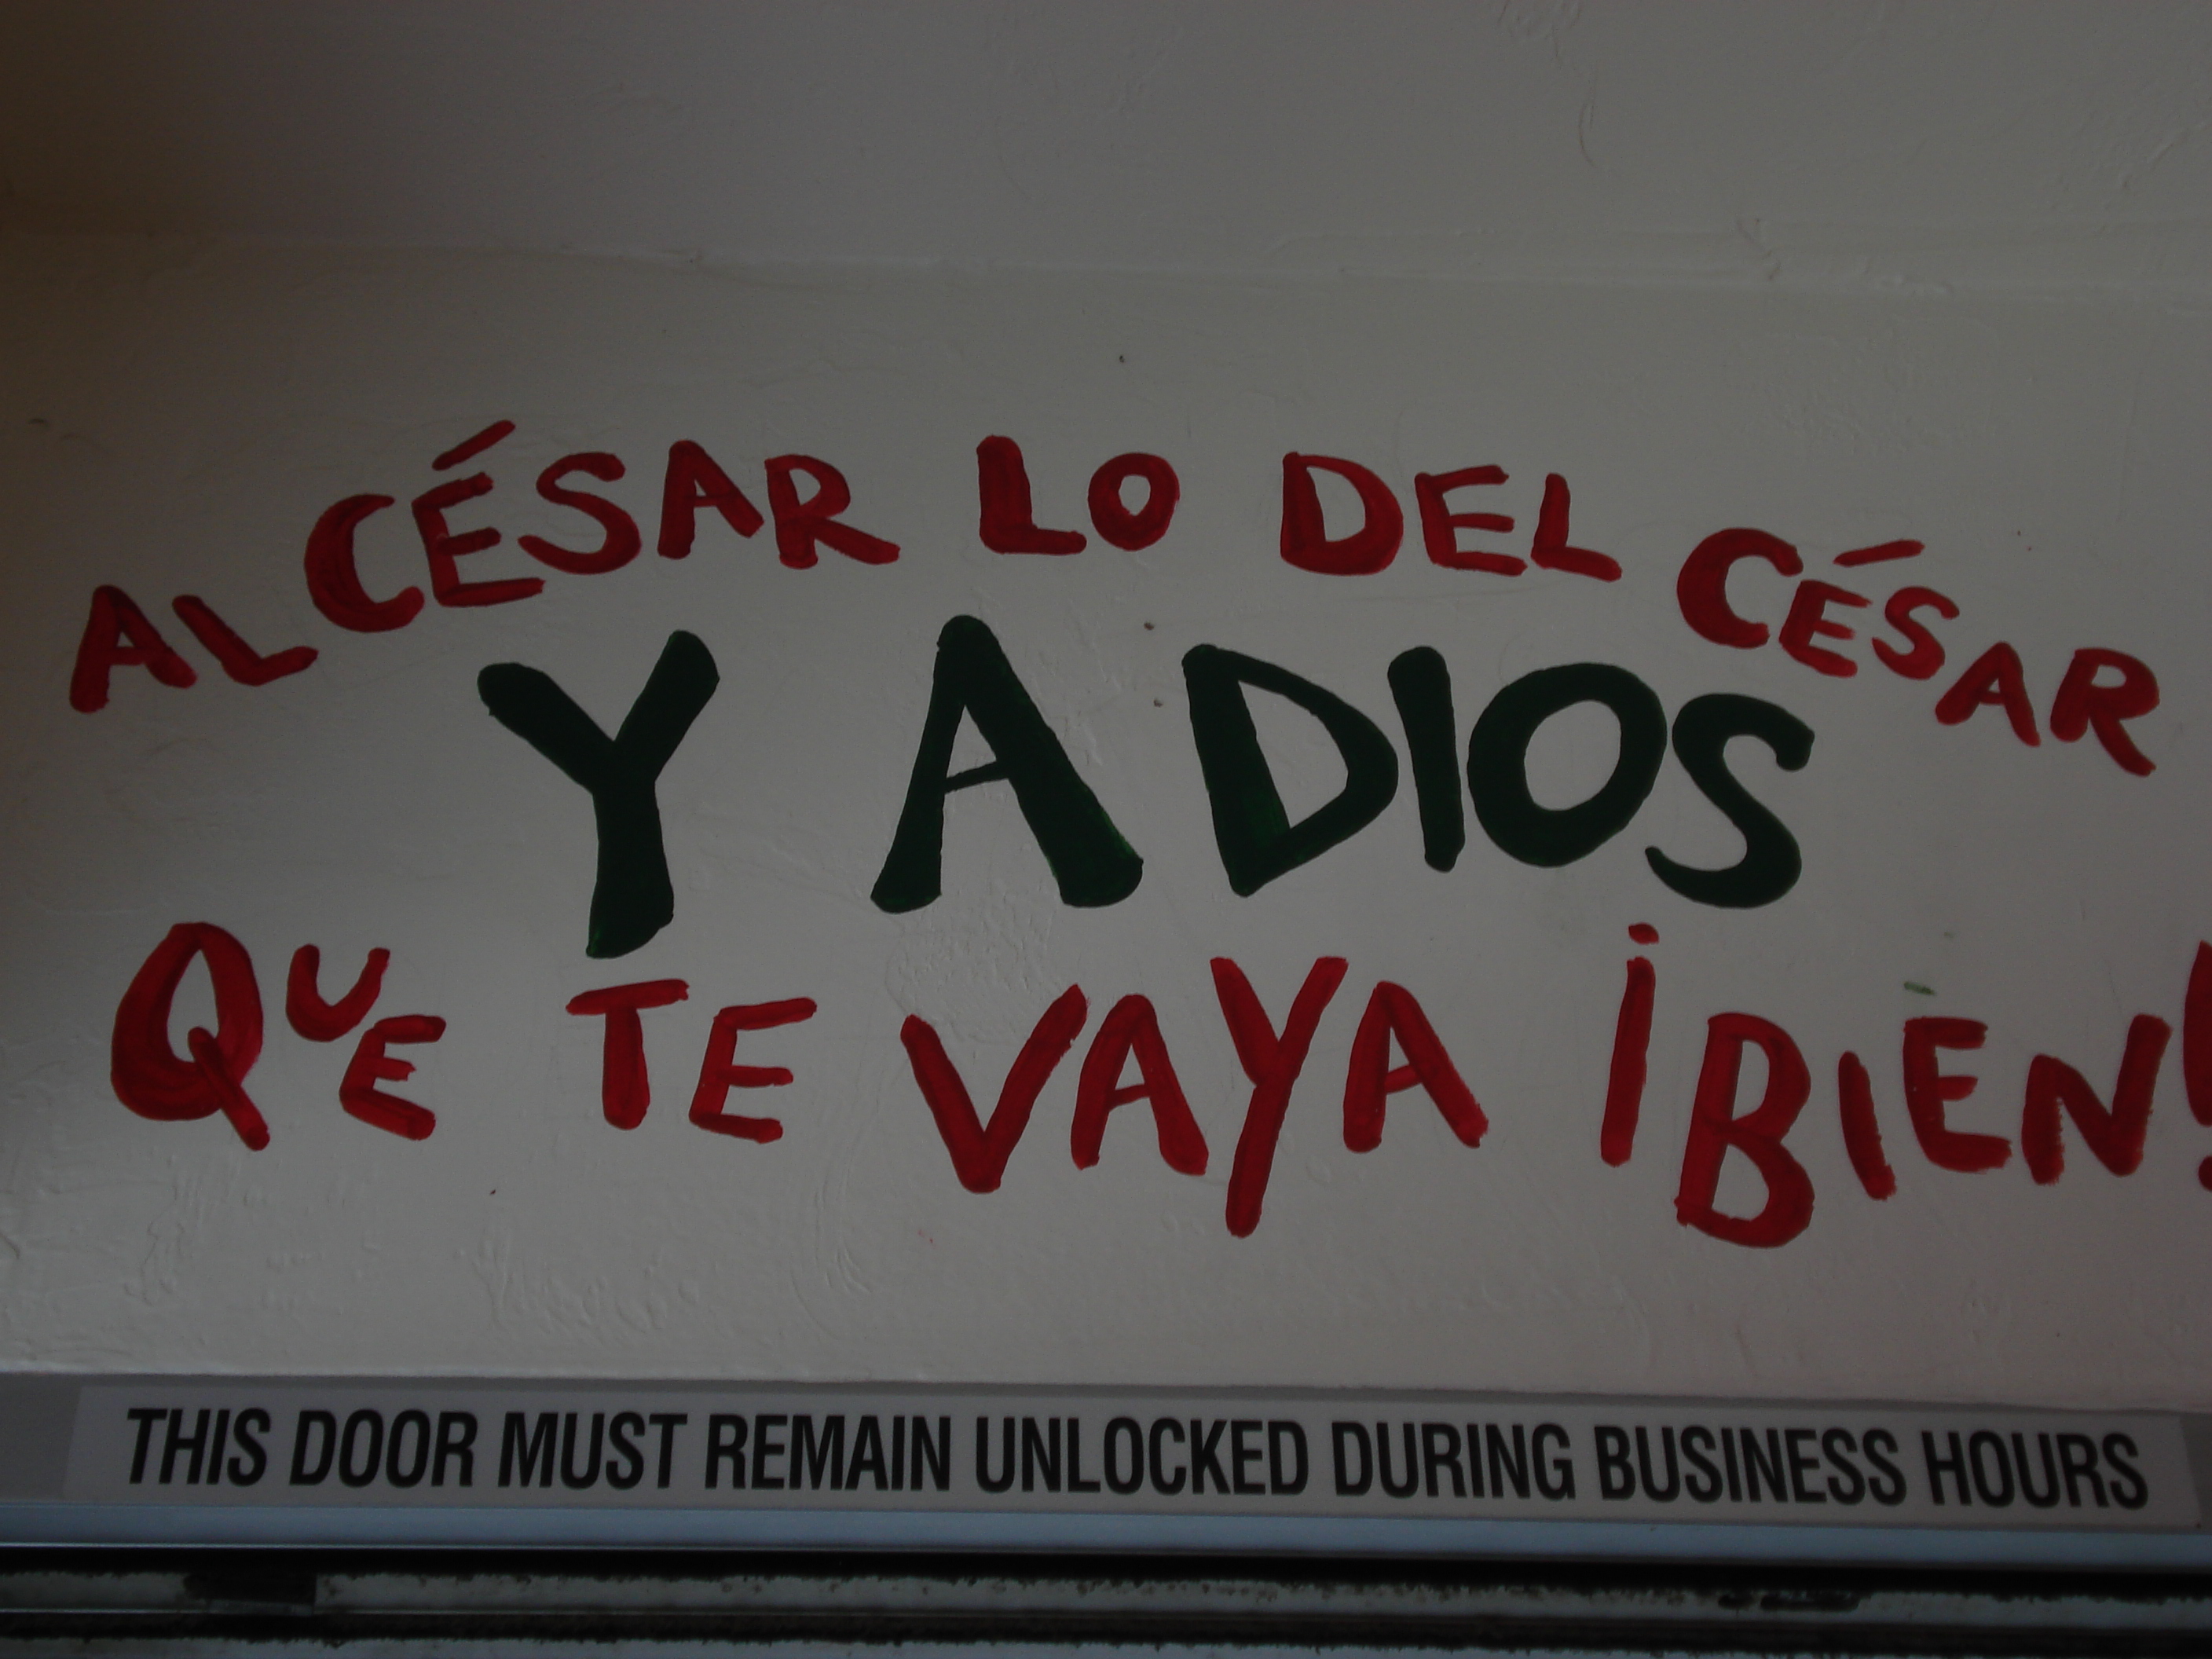 AL CÉSAR LO DEL CÉSAR
Y A DIOS
QUE TE VAYA ¡BIEN!
THIS DOOR MUST REMAIN UNLOCKED DURING BUSINESS HOURS